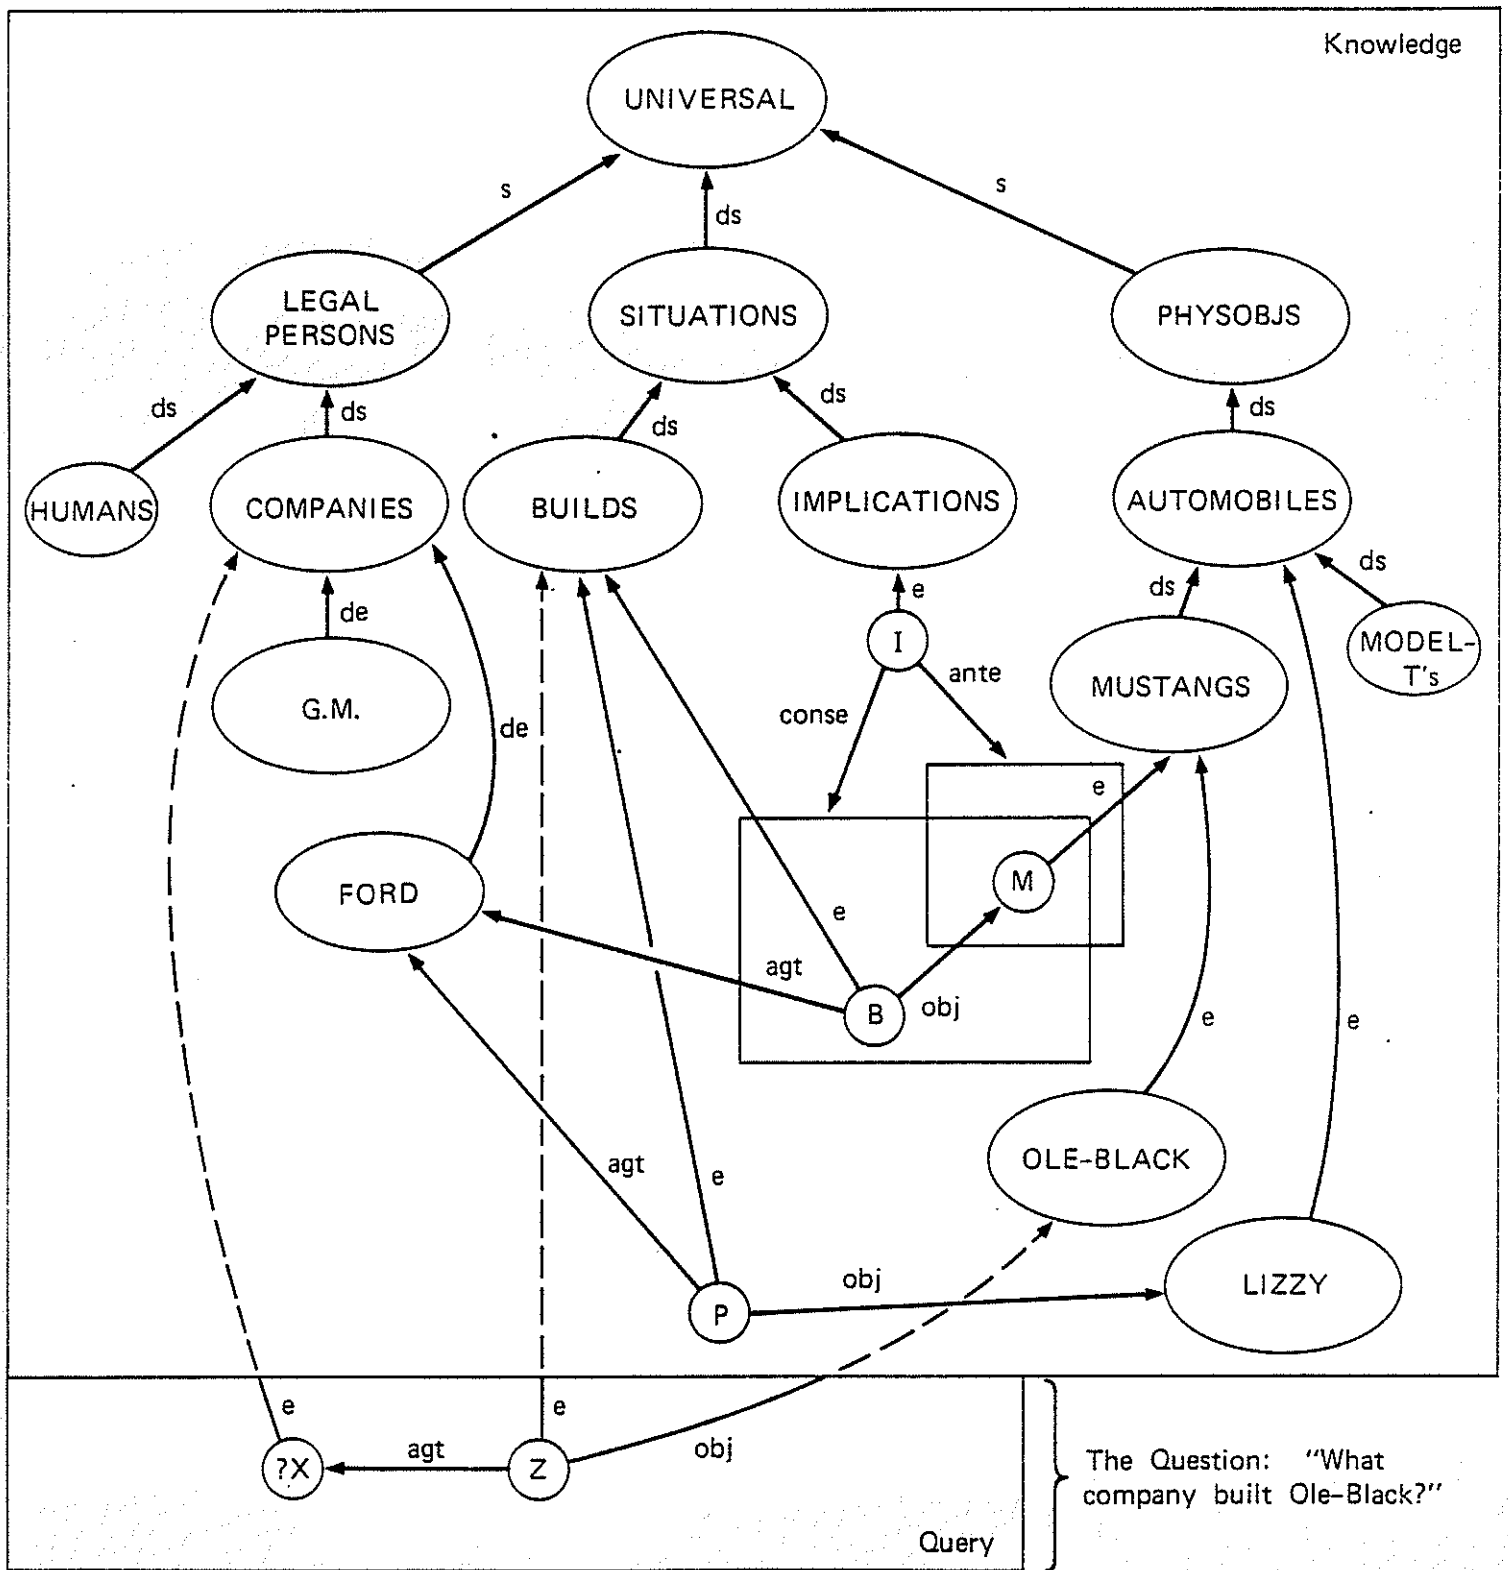 Knowledge
UNIVERSAL
s
ds
s
LEGAL
PERSONS
SITUATIONS
PHYSOBJS
ds
ds
ds
ds
ds
HUMANS
COMPANIES
BUILDS
IMPLICATIONS
AUTOMOBILES
de
e
ds
ds
I
MODEL-
T's
G.M.
de
conse
ante
MUSTANGS
e
FORD
M
e
agt
B
obj
e
e
agt
e
OLE-BLACK
obj
P
LIZZY
e
e
?X
agt
Z
obj
The Question: "What
company built Ole-Black?"
Query